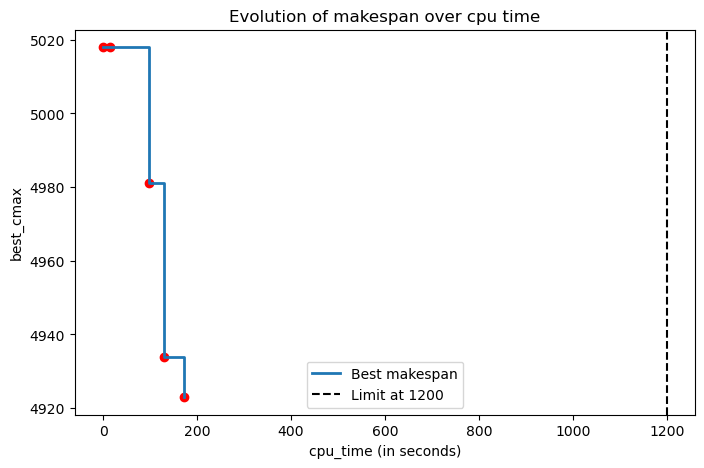 Evolution of makespan over cpu time
best_cmax
5020
5000
4980
4960
4940
4920
0
200
400
600
800
1000
1200
cpu_time (in seconds)
Best makespan
Limit at 1200